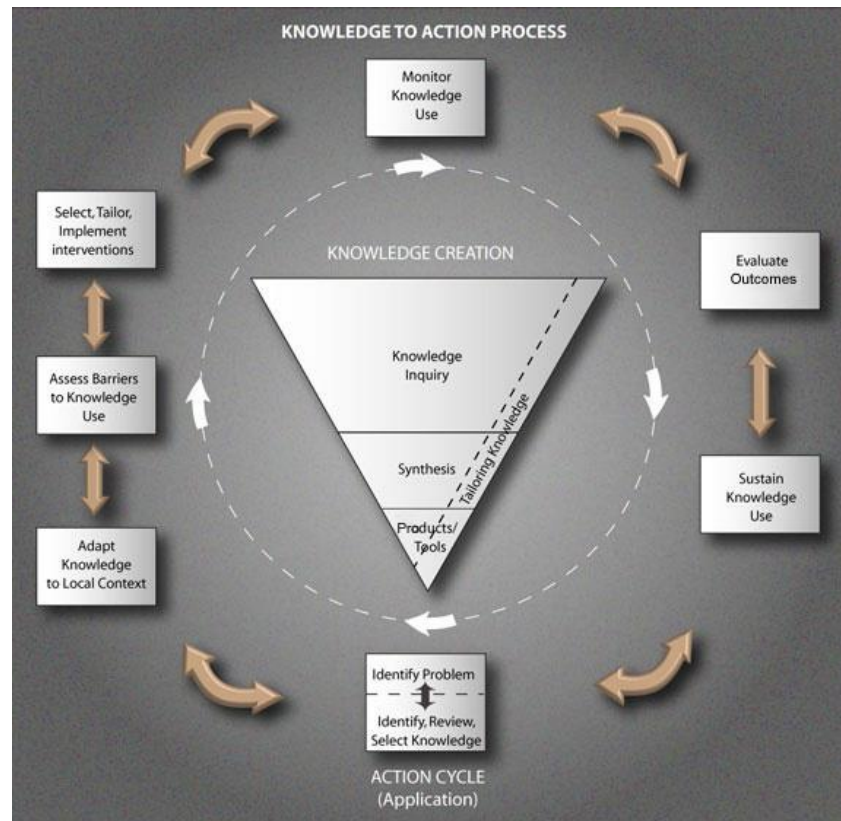 KNOWLEDGE TO ACTION PROCESS
Monitor
Knowledge
Use
Select, Tailor,
Implement
interventions
Evaluate
Outcomes
KNOWLEDGE CREATION
Knowledge
Inquiry
Assess Barriers
to Knowledge
Use
Tailoring Knowledge
Synthesis
Sustain
Knowledge
Use
Products/
Tools
Adapt
Knowledge
to Local Context
Identify Problem
Identify, Review,
Select Knowledge
ACTION CYCLE
(Application)